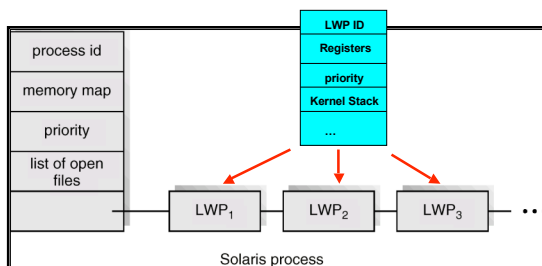 LWP ID
Registers
priority
Kernel Stack
...
process id
memory map
priority
list of open
files
LWP1
LWP2
LWP3
Solaris process